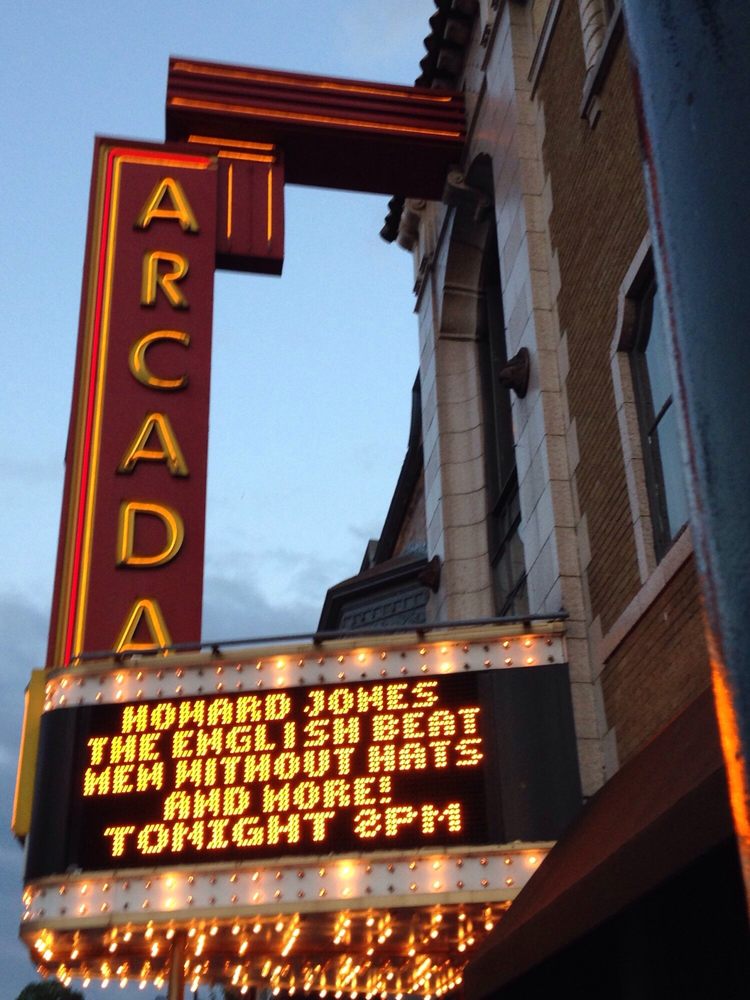 ARCADA
HOWARD JONES
THE ENGLISH BEAT
MEN WITHOUT HATS
AND MORE!
TONIGHT 8PM